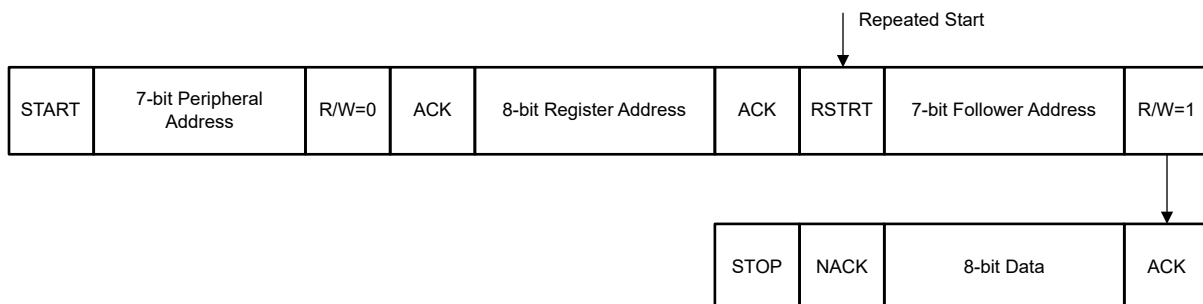 Repeated Start
START
7-bit Peripheral
Address
R/W=0
ACK
8-bit Register Address
ACK
RSTRT
7-bit Follower Address
R/W=1
STOP
NACK
8-bit Data
ACK